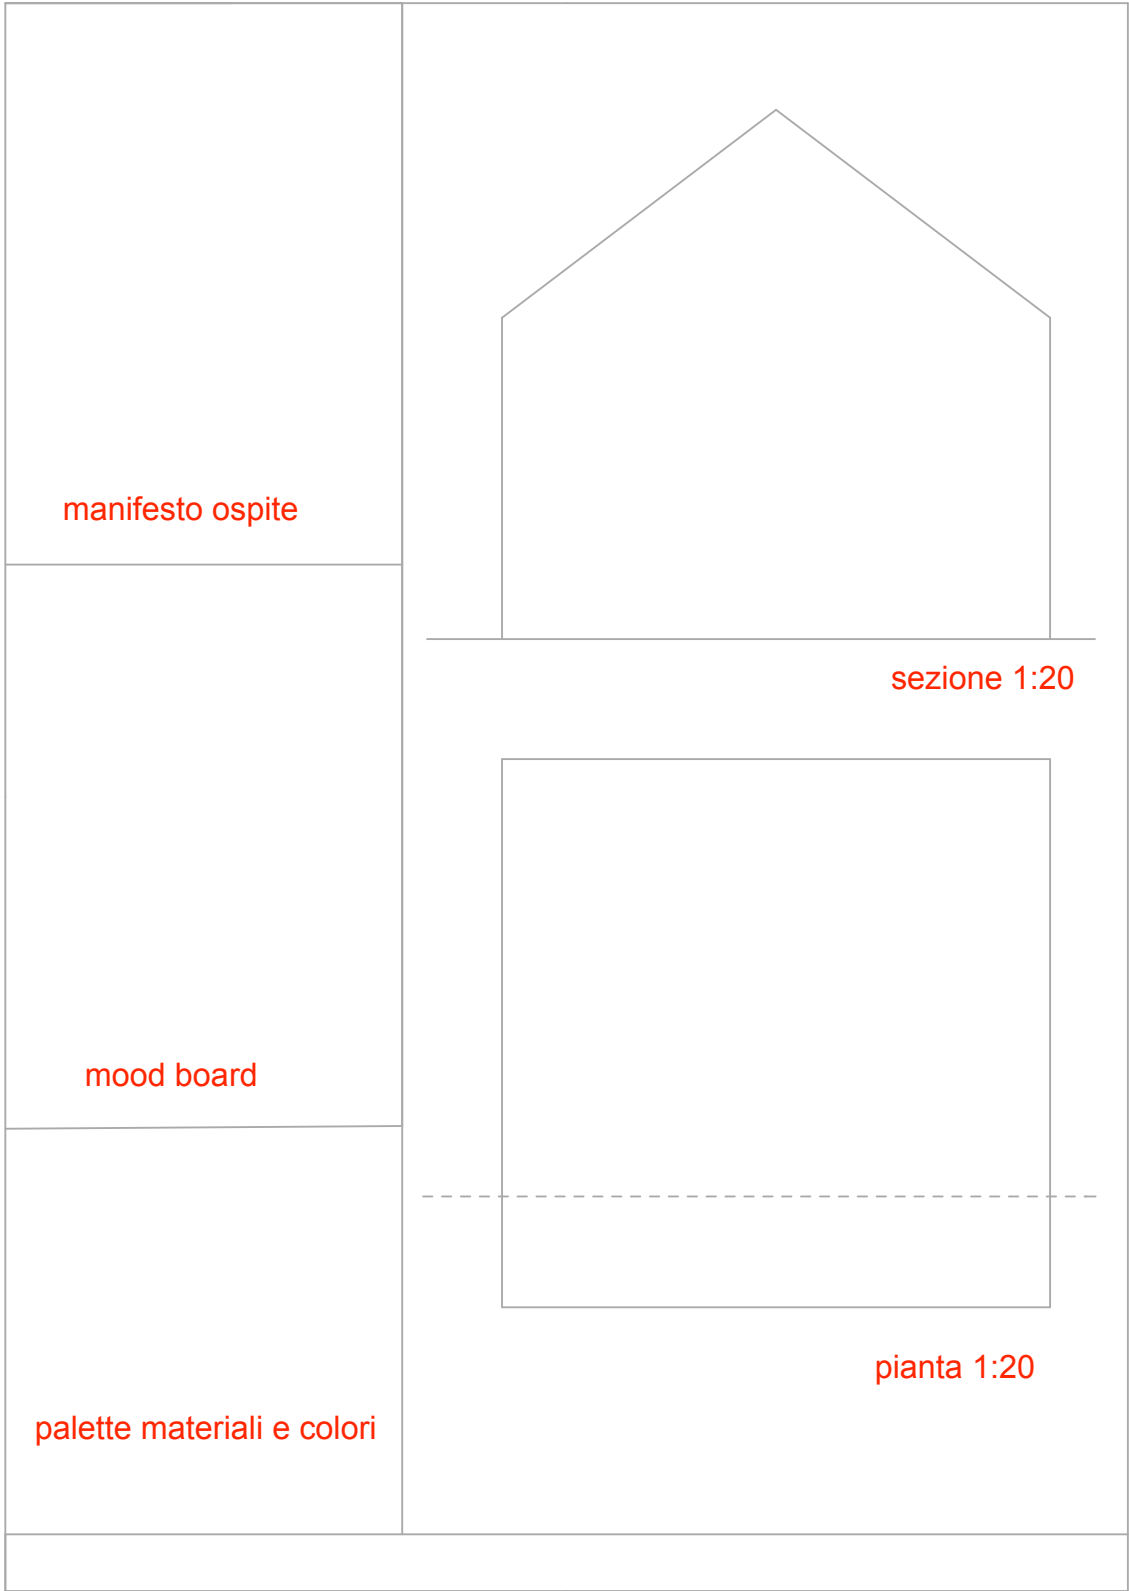 manifesto ospite
sezione 1:20
mood board
pianta 1:20
palette materiali e colori